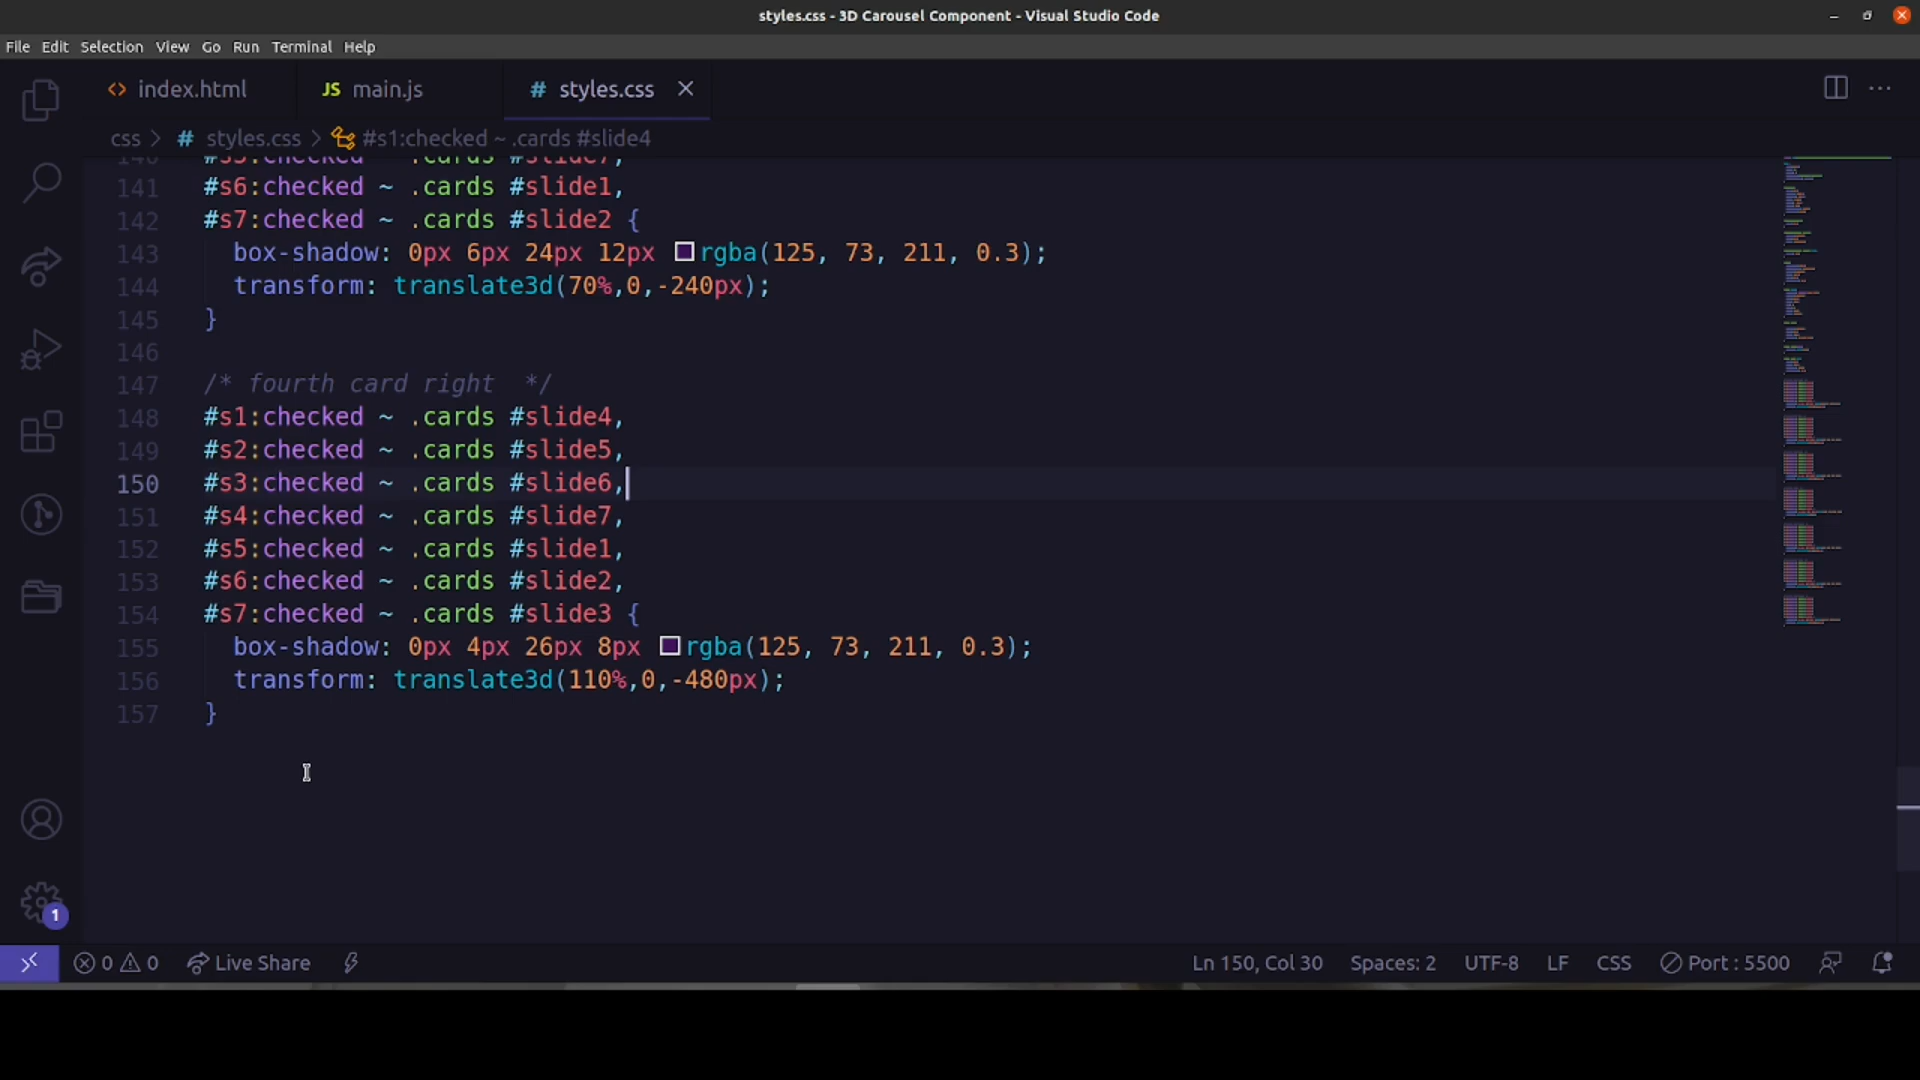 styles.css - 3D Carousel Component - Visual Studio Code
File Edit Selection View Go Run Terminal Help
<> index.html JS main.js # styles.css
css > # styles.css > #s1:checked ~ .cards #slide4
140 #s5:checked ~ .cards #slide7,
141 #s6:checked ~ .cards #slide1,
142 #s7:checked ~ .cards #slide2 {
143 box-shadow: 0px 6px 24px 12px rgba(125, 73, 211, 0.3);
144 transform: translate3d(70%,0,-240px);
145 }
146
147 /* fourth card right */
148 #s1:checked ~ .cards #slide4,
149 #s2:checked ~ .cards #slide5,
150 #s3:checked ~ .cards #slide6,
151 #s4:checked ~ .cards #slide7,
152 #s5:checked ~ .cards #slide1,
153 #s6:checked ~ .cards #slide2,
154 #s7:checked ~ .cards #slide3 {
155 box-shadow: 0px 4px 26px 8px rgba(125, 73, 211, 0.3);
156 transform: translate3d(110%,0,-480px);
157 }
1
0 0 Live Share Ln 150, Col 30 Spaces: 2 UTF-8 LF CSS Port : 5500